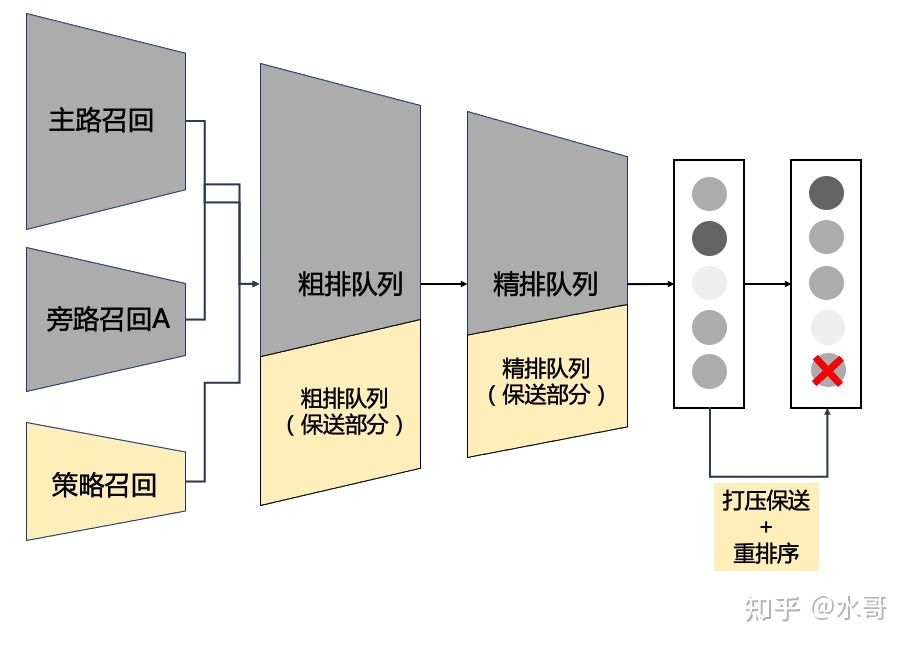 主路召回
旁路召回A
策略召回
粗排队列
粗排队列
（保送部分）
精排队列
精排队列
（保送部分）
打压保送
+
重排序
知乎 @水哥